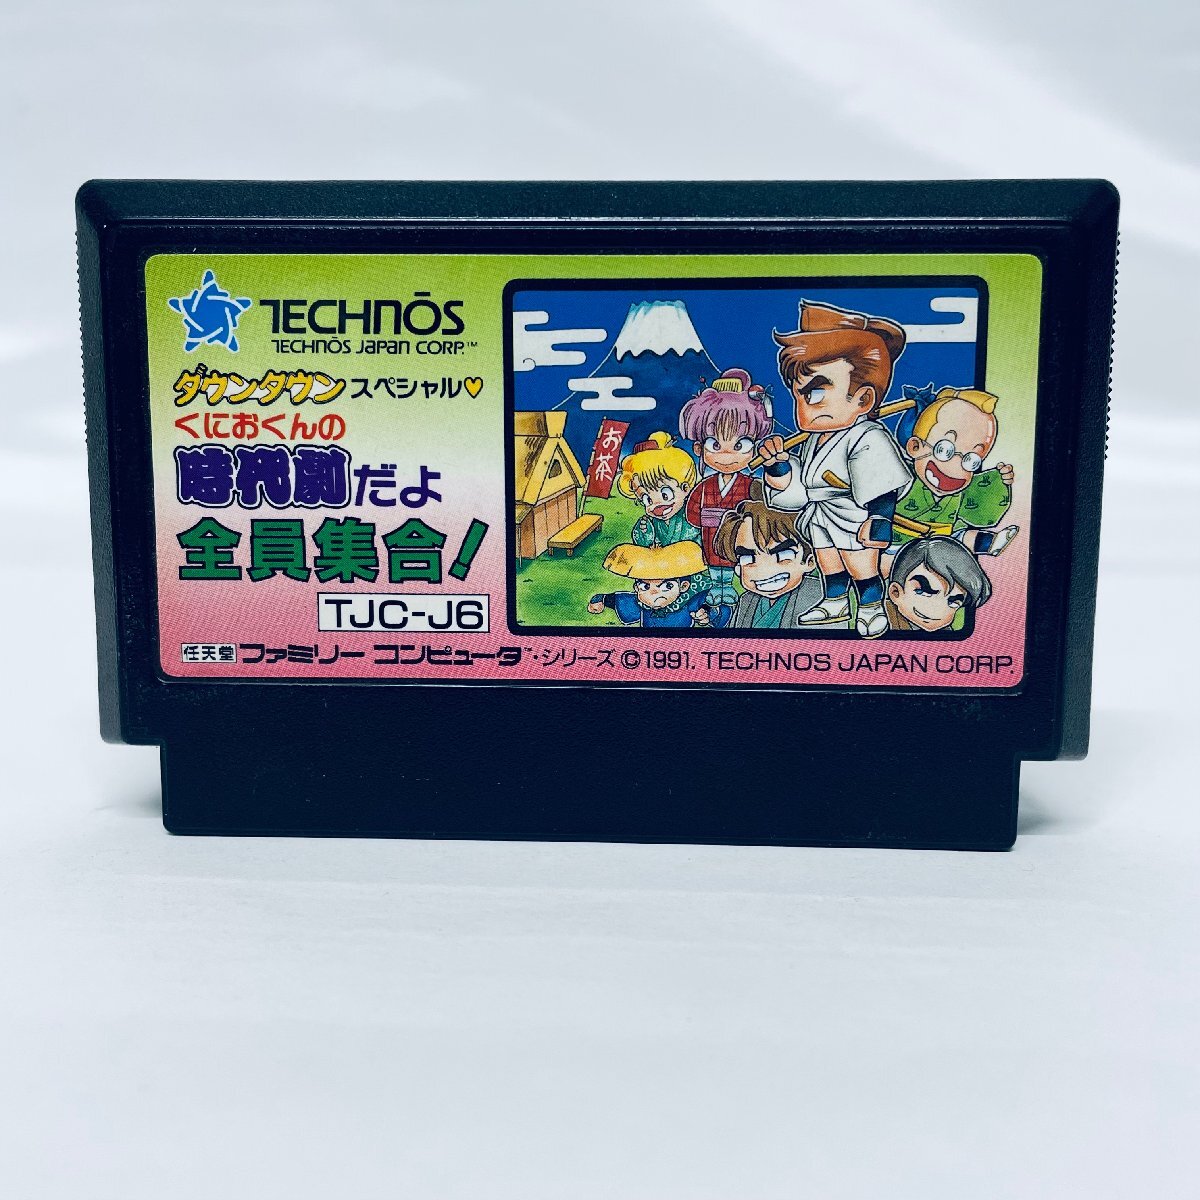 TECHNŌS
TECHNŌS JAPAN CORP.™
ダウンタウン スペシャル♥
くにおくんの
時代劇だよ
全員集合!
TJC-J6
お茶
任天堂 ファミリー コンピュータ™・シリーズ ©1991. TECHNOS JAPAN CORP.